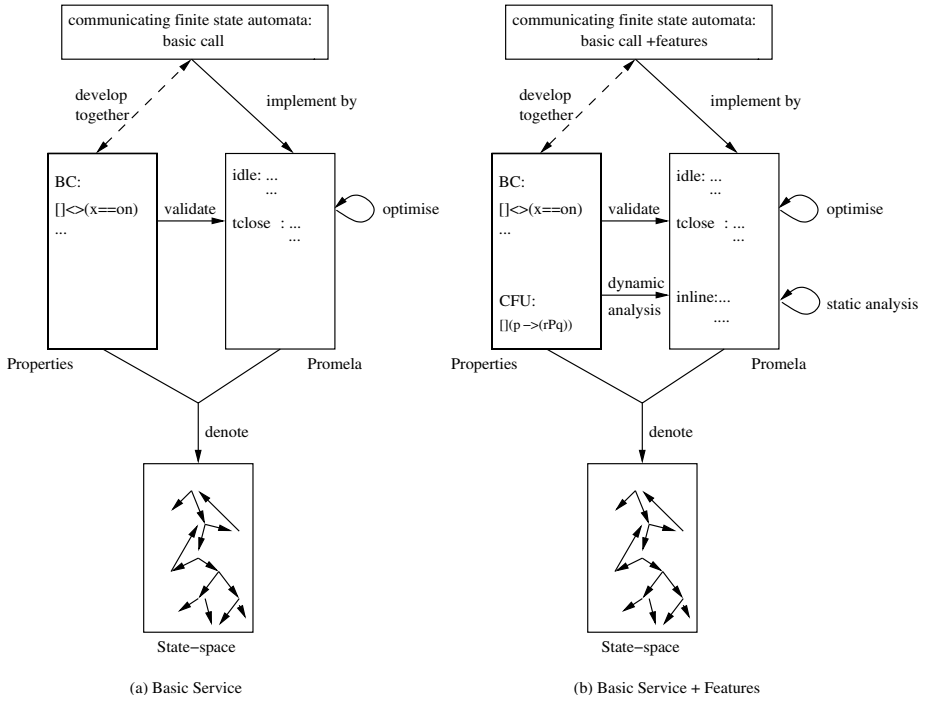 communicating finite state automata:
basic call
develop
together
implement by
BC:
[]<>(x==on)
...
validate
idle: ...
...
tclose : ...
...
optimise
Properties
Promela
denote
State−space
(a) Basic Service
communicating finite state automata:
basic call +features
develop
together
implement by
BC:
[]<>(x==on)
...
CFU:
[](p −>(rPq))
validate
dynamic
analysis
idle: ...
...
tclose : ...
...
inline:...
....
optimise
static analysis
Properties
Promela
denote
State−space
(b) Basic Service + Features